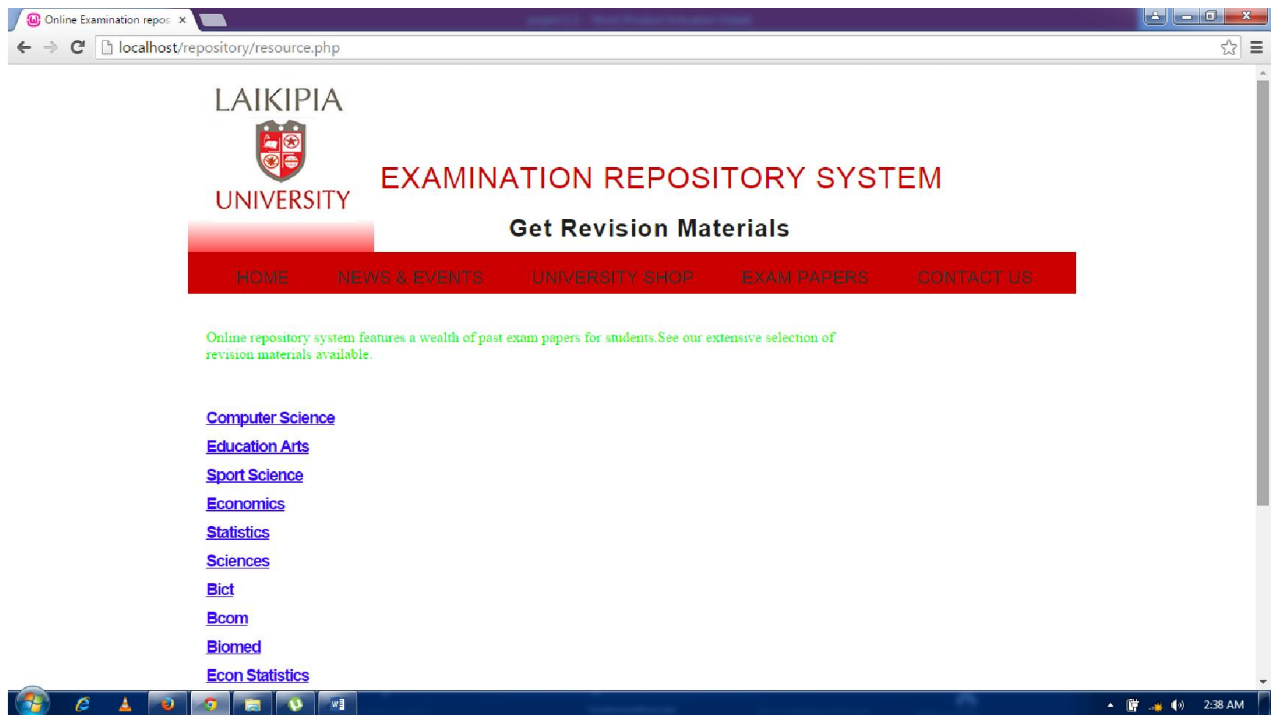 Online Examination repos
localhost/repository/resource.php
LAIKIPIA
UNIVERSITY
EXAMINATION REPOSITORY SYSTEM
Get Revision Materials
HOME NEWS & EVENTS UNIVERSITY SHOP EXAM PAPERS CONTACT US
Online repository system features a wealth of past exam papers for students.See our extensive selection of
revision materials available.
Computer Science
Education Arts
Sport Science
Economics
Statistics
Sciences
Bict
Bcom
Biomed
Econ Statistics
2:38 AM